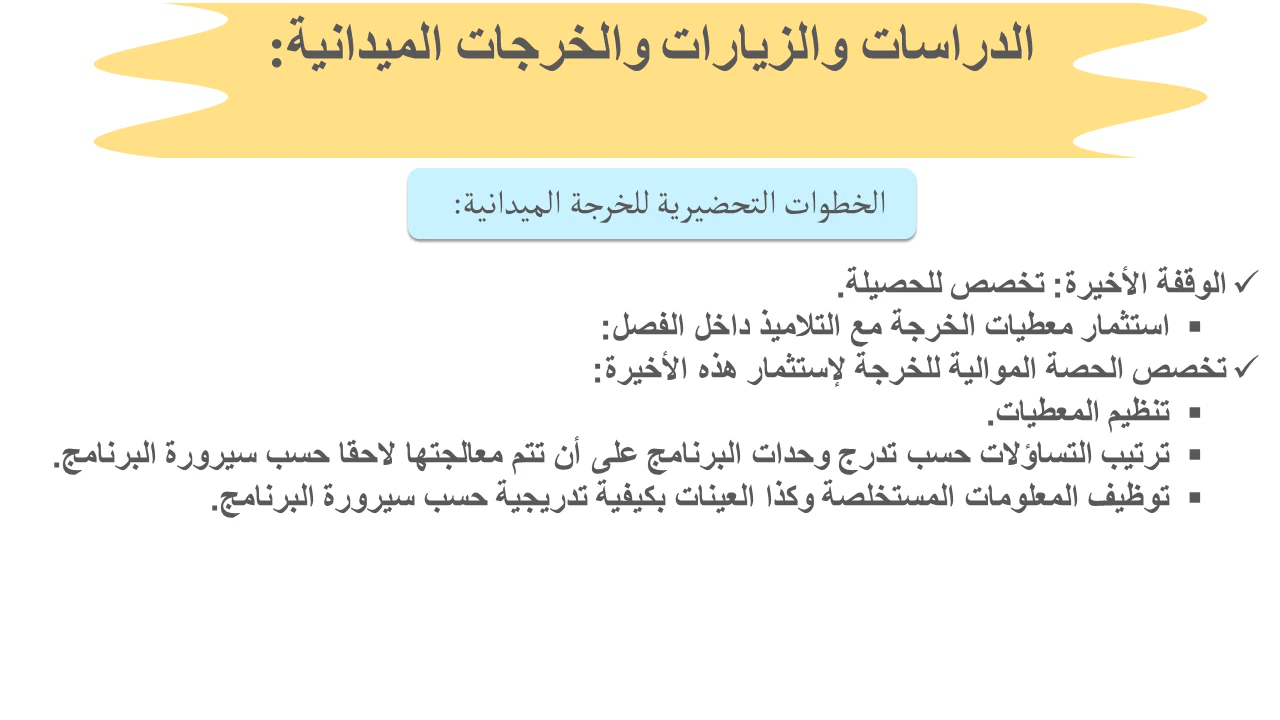 الدراسات والزيارات والخرجات الميدانية:
الخطوات التحضيرية للخرجة الميدانية:
✓ الوقفة الأخيرة: تخصص للحصيلة.
▪ استثمار معطيات الخرجة مع التلاميذ داخل الفصل:
✓ تخصص الحصة الموالية للخرجة لإستثمار هذه الأخيرة:
▪ تنظيم المعطيات.
▪ ترتيب التساؤلات حسب تدرج وحدات البرنامج على أن تتم معالجتها لاحقا حسب سيرورة البرنامج.
▪ توظيف المعلومات المستخلصة وكذا العينات بكيفية تدريجية حسب سيرورة البرنامج.